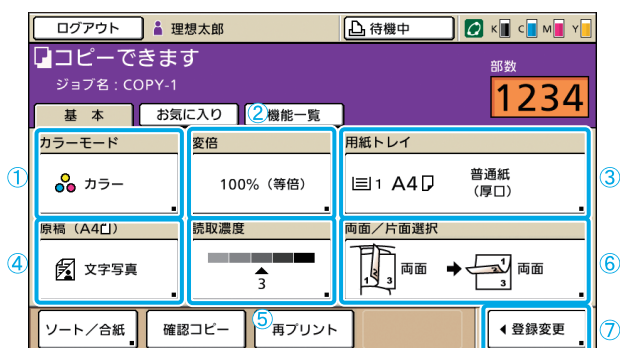 ログアウト 理想太郎 待機中 K C M Y
コピーできます
ジョブ名：COPY-1
部数
1234
基 本 お気に入り ②機能一覧
カラーモード 変倍 用紙トレイ
① カラー 100%（等倍） 1 A4 普通紙 ③
（厚口）
原稿（A4） 読取濃度 両面／片面選択
④ 文字写真 3 1 3 両面 1 3 両面 ⑥
ソート／合紙 確認コピー ⑤再プリント 登録変更 ⑦